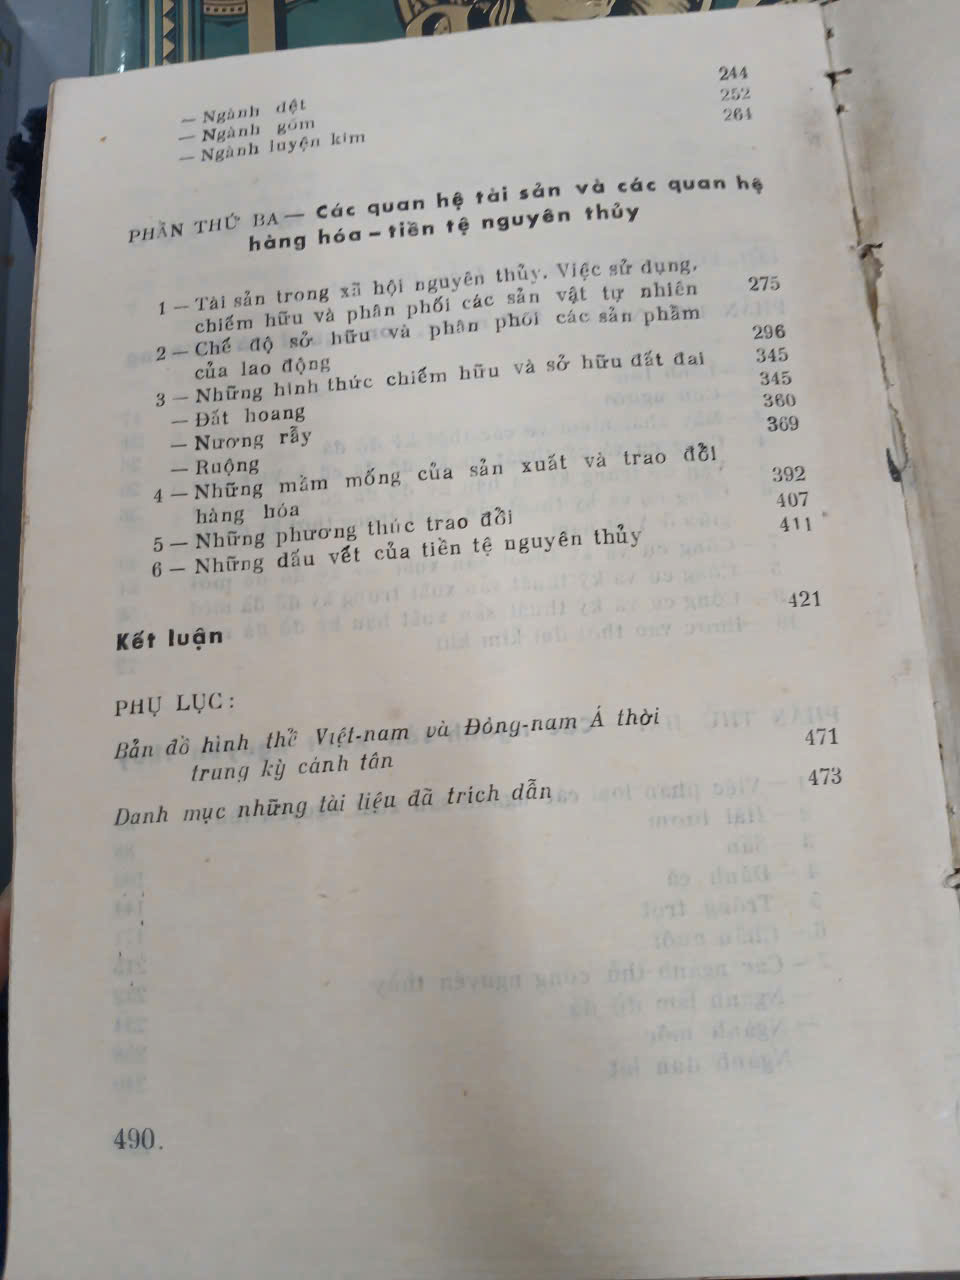 — Ngành dệt 244
— Ngành gốm 252
— Ngành luyện kim 264
PHẦN THỨ BA — Các quan hệ tài sản và các quan hệ
hàng hóa – tiền tệ nguyên thủy
1 — Tài sản trong xã hội nguyên thủy. Việc sử dụng,
chiếm hữu và phân phối các sản vật tự nhiên 275
2 — Chế độ sở hữu và phân phối các sản phẩm
của lao động 296
3 — Những hình thức chiếm hữu và sở hữu đất đai 345
— Đất hoang 345
— Nương rẫy 360
— Ruộng 369
4 — Những mầm mống của sản xuất và trao đổi
hàng hóa 392
5 — Những phương thức trao đổi 407
6 — Những dấu vết của tiền tệ nguyên thủy 411
Kết luận 421
PHỤ LỤC :
Bản đồ hình thể Việt-nam và Đông-nam Á thời
trung kỳ cánh tân 471
Danh mục những tài liệu đã trích dẫn 473
490.